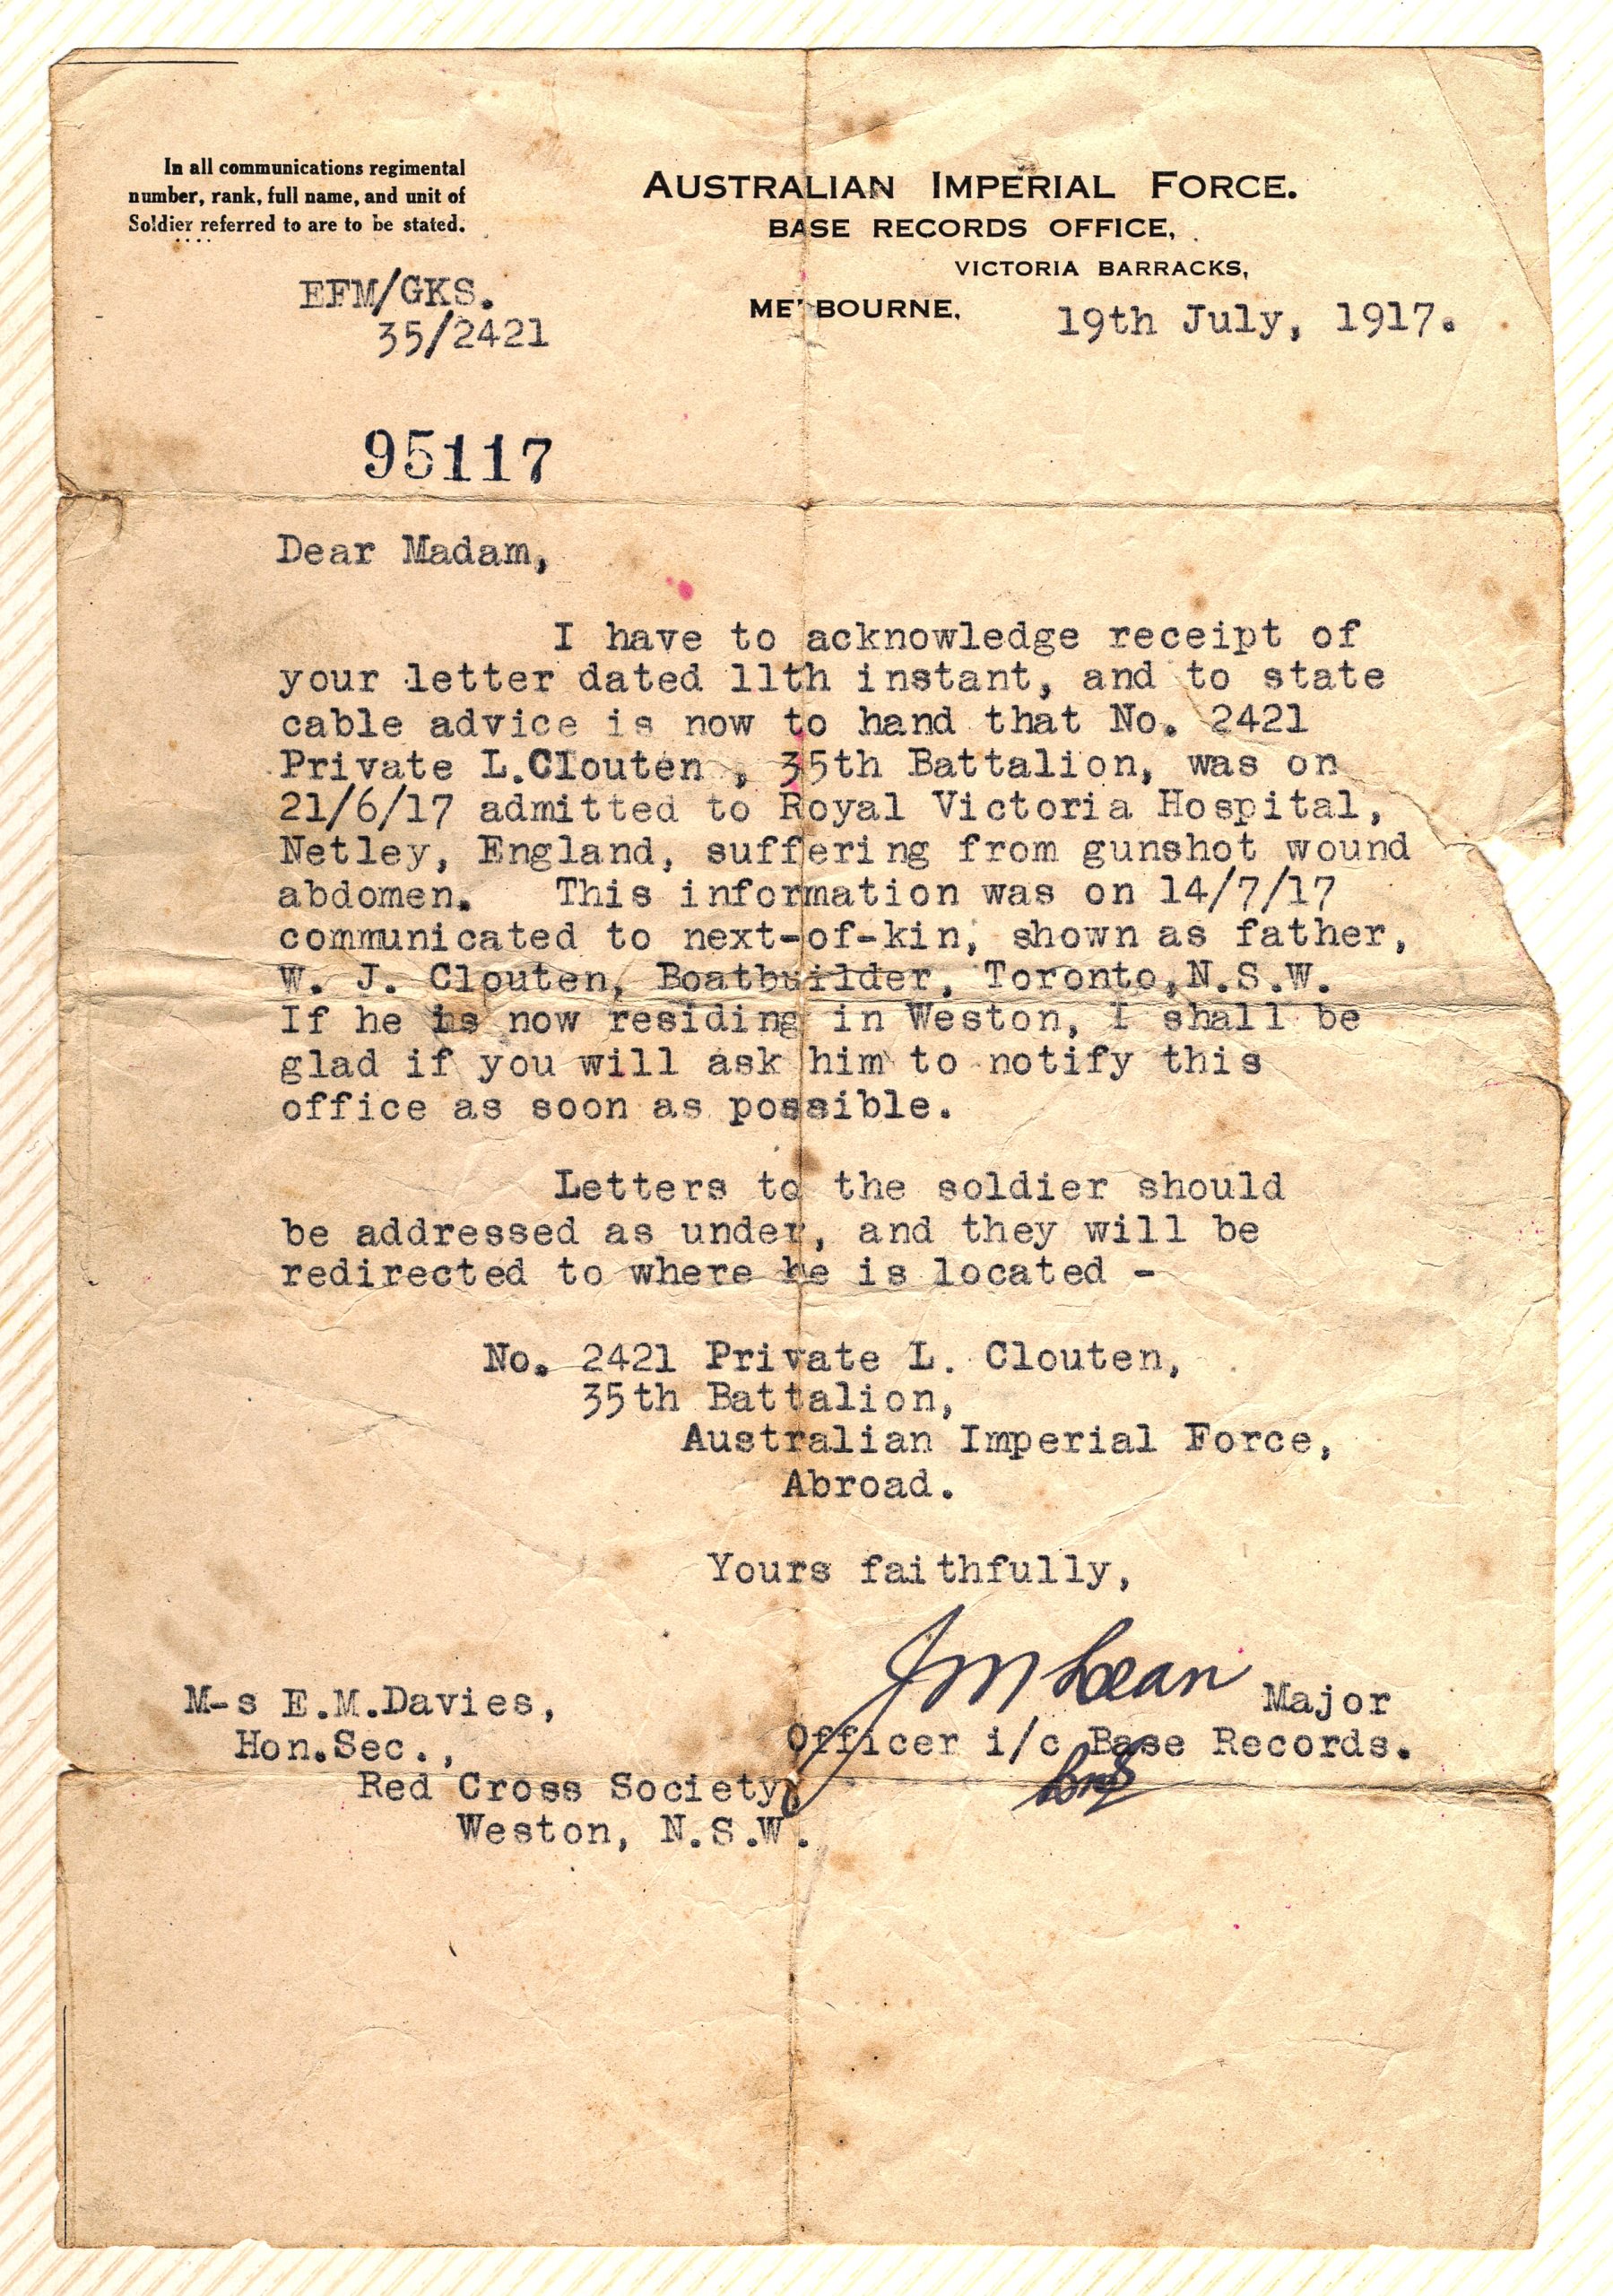 In all communications regimental
number, rank, full name, and unit of
Soldier referred to are to be stated.
AUSTRALIAN IMPERIAL FORCE.
BASE RECORDS OFFICE,
VICTORIA BARRACKS,
MELBOURNE, 19th July, 1917.
EFM/GKS.
35/2421
95117
Dear Madam,
I have to acknowledge receipt of
your letter dated 11th instant, and to state
cable advice is now to hand that No. 2421
Private L.Clouten , 35th Battalion, was on
21/6/17 admitted to Royal Victoria Hospital,
Netley, England, suffering from gunshot wound
abdomen. This information was on 14/7/17
communicated to next-of-kin, shown as father,
W. J. Clouten, Boatbuilder, Toronto,N.S.W.
If he is now residing in Weston, I shall be
glad if you will ask him to notify this
office as soon as possible.
Letters to the soldier should
be addressed as under, and they will be
redirected to where he is located -
No. 2421 Private L. Clouten,
35th Battalion,
Australian Imperial Force,
Abroad.
Yours faithfully,
J M Lean Major
Officer i/c Base Records.
M-s E.M.Davies,
Hon.Sec.,
Red Cross Society,
Weston, N.S.W.